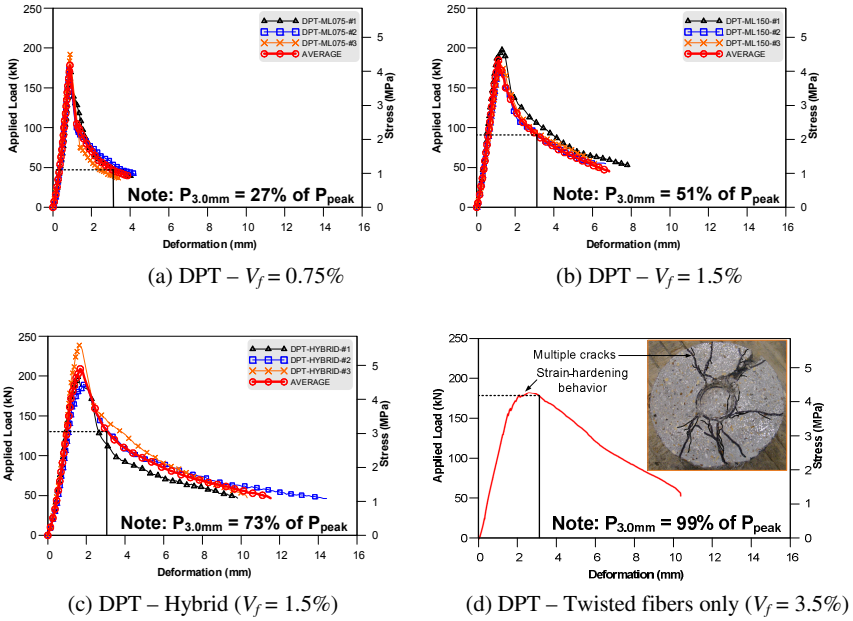 250
200
150
100
50
0
Applied Load (kN)
DPT-ML075-#1
DPT-ML075-#2
DPT-ML075-#3
AVERAGE
5
4
3
2
1
0
Stress (MPa)
Note: P3.0mm = 27% of Ppeak
0 2 4 6 8 10 12 14 16
Deformation (mm)
(a) DPT – Vf = 0.75%
250
200
150
100
50
0
Applied Load (kN)
DPT-ML150-#1
DPT-ML150-#2
DPT-ML150-#3
AVERAGE
5
4
3
2
1
0
Stress (MPa)
Note: P3.0mm = 51% of Ppeak
0 2 4 6 8 10 12 14 16
Deformation (mm)
(b) DPT – Vf = 1.5%
250
200
150
100
50
0
Applied Load (kN)
DPT-HYBRID-#1
DPT-HYBRID-#2
DPT-HYBRID-#3
AVERAGE
5
4
3
2
1
0
Stress (MPa)
Note: P3.0mm = 73% of Ppeak
0 2 4 6 8 10 12 14 16
Deformation (mm)
(c) DPT – Hybrid (Vf = 1.5%)
250
200
150
100
50
0
Applied Load (kN)
Multiple cracks
Strain-hardening
behavior
5
4
3
2
1
0
Stress (MPa)
Note: P3.0mm = 99% of Ppeak
0 2 4 6 8 10 12 14 16
Deformation (mm)
(d) DPT – Twisted fibers only (Vf = 3.5%)